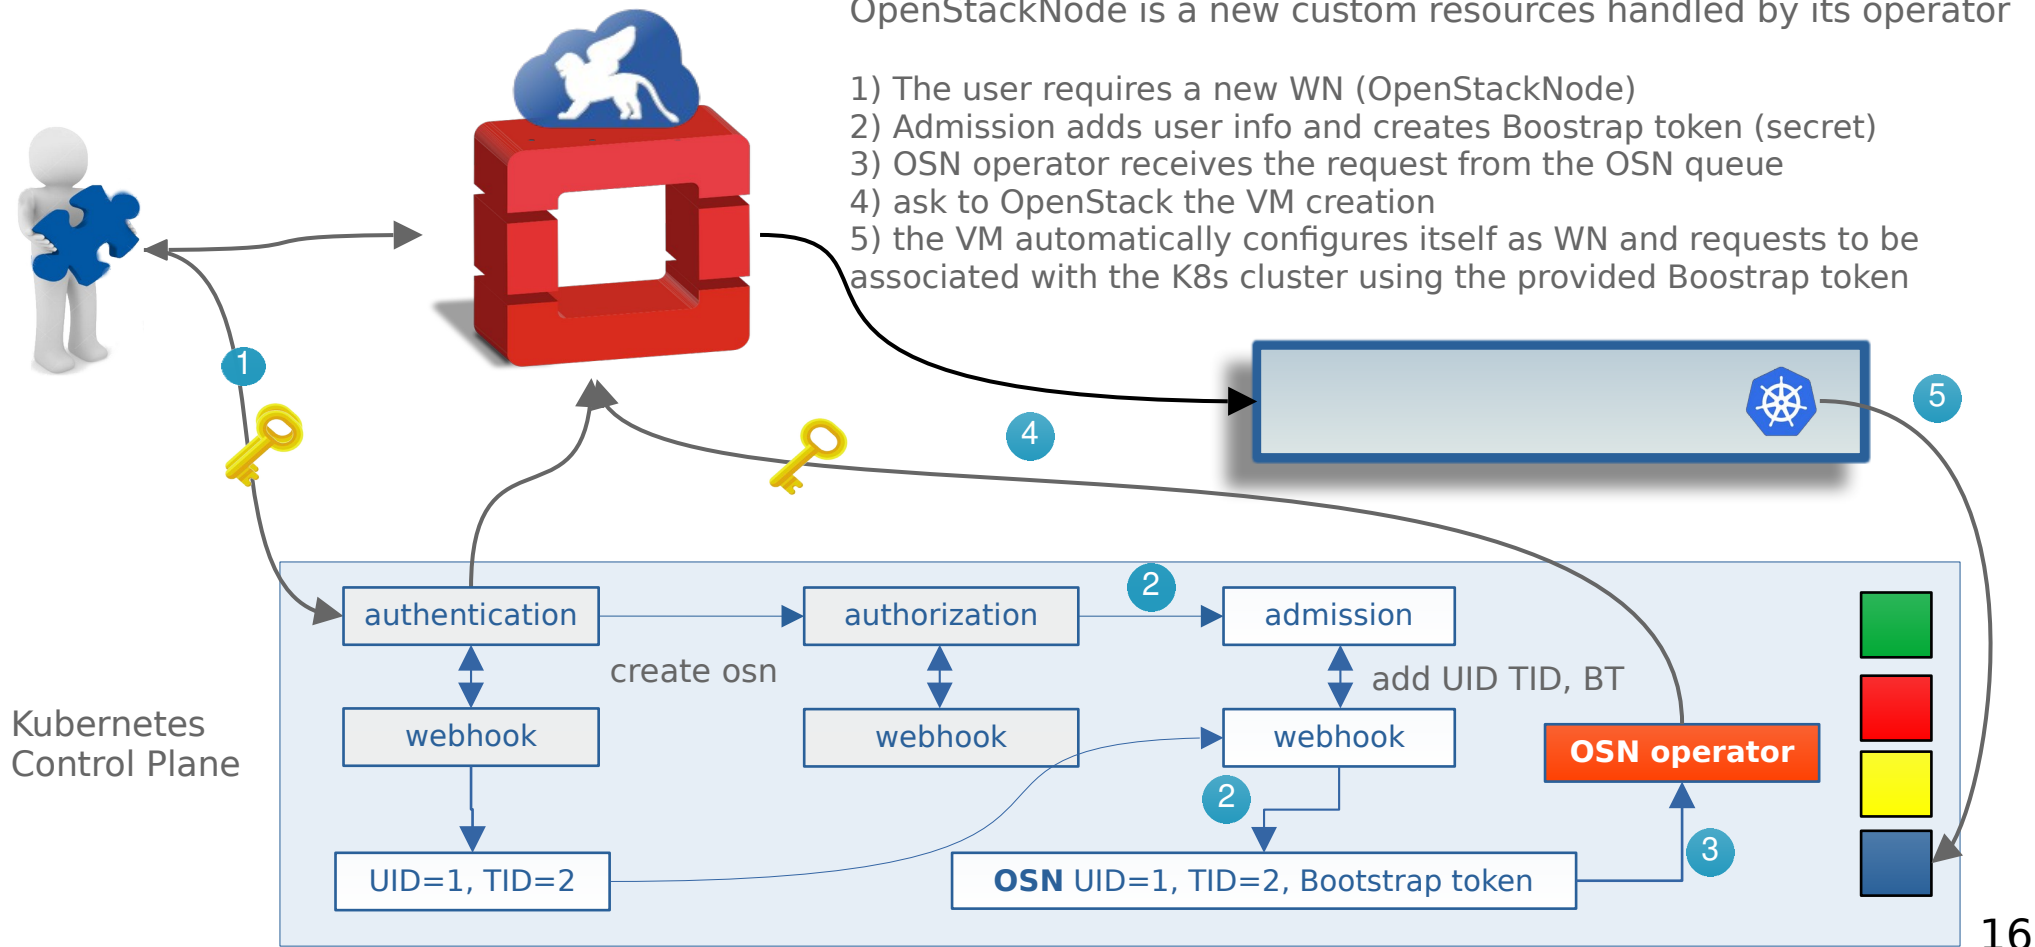 OpenStackNode is a new custom resources handled by its operator
1) The user requires a new WN (OpenStackNode)
2) Admission adds user info and creates Boostrap token (secret)
3) OSN operator receives the request from the OSN queue
4) ask to OpenStack the VM creation
5) the VM automatically configures itself as WN and requests to be
associated with the K8s cluster using the provided Boostrap token
1
5
4
2
authentication
authorization
admission
create osn
add UID TID, BT
Kubernetes
Control Plane
webhook
webhook
webhook
OSN operator
2
3
UID=1, TID=2
OSN UID=1, TID=2, Bootstrap token
16